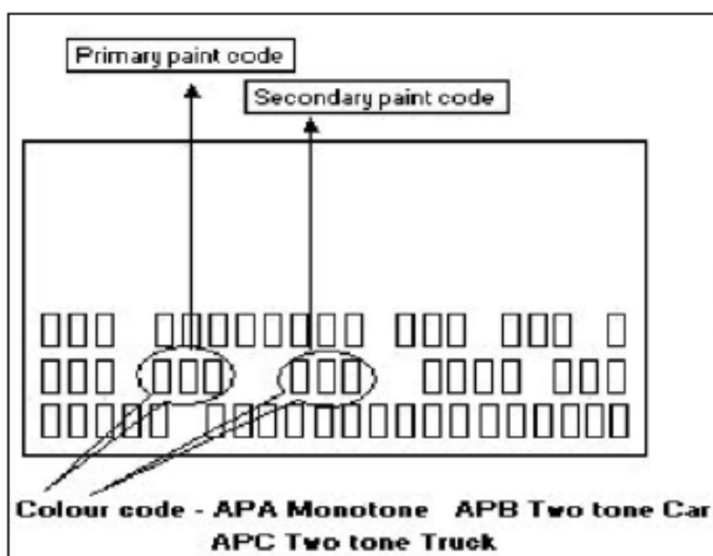 Primary paint code
Secondary paint code
Colour code - APA Monotone APB Two tone Car
APC Two tone Truck